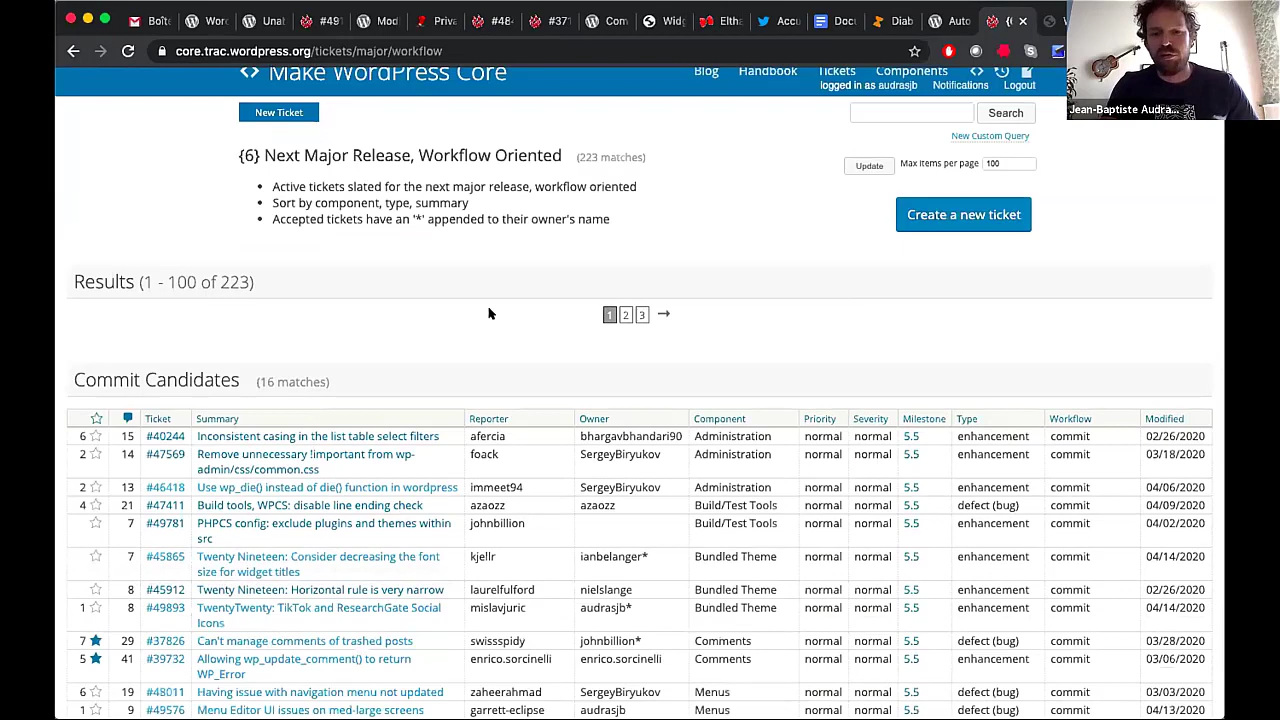 Boîte
Wor
Una
#491
Mod
Priva
#48
#371
Com
Widg
Eltha
Accu
Docu
Diab
Auto
{6
W
core.trac.wordpress.org/tickets/major/workflow
Jean-Baptiste Audra...
Make WordPress Core
Blog Handbook Tickets Components
logged in as audrasjb Notifications Logout
New Ticket
Search
New Custom Query
{6} Next Major Release, Workflow Oriented (223 matches)
Update Max items per page 100
• Active tickets slated for the next major release, workflow oriented
• Sort by component, type, summary
• Accepted tickets have an '*' appended to their owner's name
Create a new ticket
Results (1 - 100 of 223)
1 2 3 →
Commit Candidates (16 matches)
Ticket Summary Reporter Owner Component Priority Severity Milestone Type Workflow Modified
6 15 #40244 Inconsistent casing in the list table select filters afercia bhargavbhandari90 Administration normal normal 5.5 enhancement commit 02/26/2020
2 14 #47569 Remove unnecessary !important from wp- foack SergeyBiryukov Administration normal normal 5.5 enhancement commit 03/18/2020
admin/css/common.css
2 13 #46418 Use wp_die() instead of die() function in wordpress immeet94 SergeyBiryukov Administration normal normal 5.5 enhancement commit 04/06/2020
4 21 #47411 Build tools, WPCS: disable line ending check azaozz azaozz Build/Test Tools normal normal 5.5 defect (bug) commit 04/09/2020
7 #49781 PHPCS config: exclude plugins and themes within johnbillion Build/Test Tools normal normal 5.5 enhancement commit 04/02/2020
src
7 #45865 Twenty Nineteen: Consider decreasing the font kjellr ianbelanger* Bundled Theme normal normal 5.5 enhancement commit 04/14/2020
size for widget titles
8 #45912 Twenty Nineteen: Horizontal rule is very narrow laurelfulford nielslange Bundled Theme normal normal 5.5 enhancement commit 02/26/2020
1 8 #49893 TwentyTwenty: TikTok and ResearchGate Social mislavjuric audrasjb* Bundled Theme normal normal 5.5 enhancement commit 04/14/2020
Icons
7 29 #37826 Can't manage comments of trashed posts swissspidy johnbillion* Comments normal normal 5.5 defect (bug) commit 03/28/2020
5 41 #39732 Allowing wp_update_comment() to return enrico.sorcinelli enrico.sorcinelli Comments normal normal 5.5 enhancement commit 03/06/2020
WP_Error
6 19 #48011 Having issue with navigation menu not updated zaheerahmad SergeyBiryukov Menus normal normal 5.5 defect (bug) commit 03/03/2020
1 9 #49576 Menu Editor UI issues on med-large screens garrett-eclipse audrasjb Menus normal normal 5.5 defect (bug) commit 04/13/2020